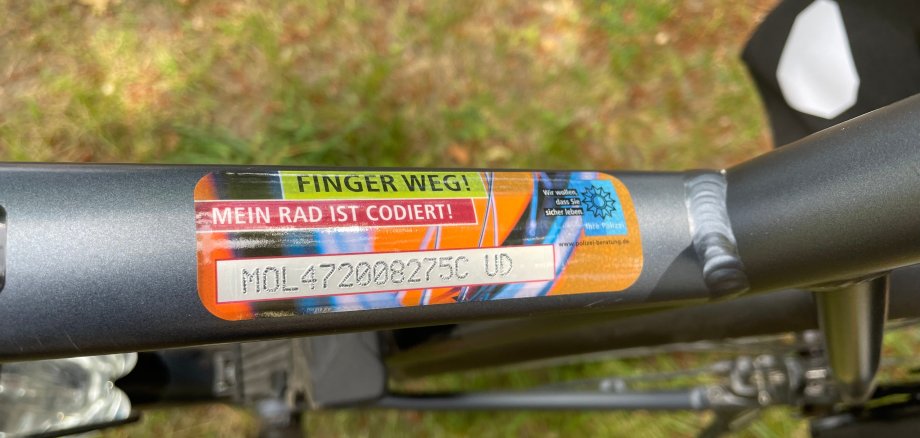 FINGER WEG!
MEIN RAD IST CODIERT!
Wir wollen,
dass Sie
sicher leben.
Ihre Polizei
www.polizei-beratung.de
MOL472008275C UD